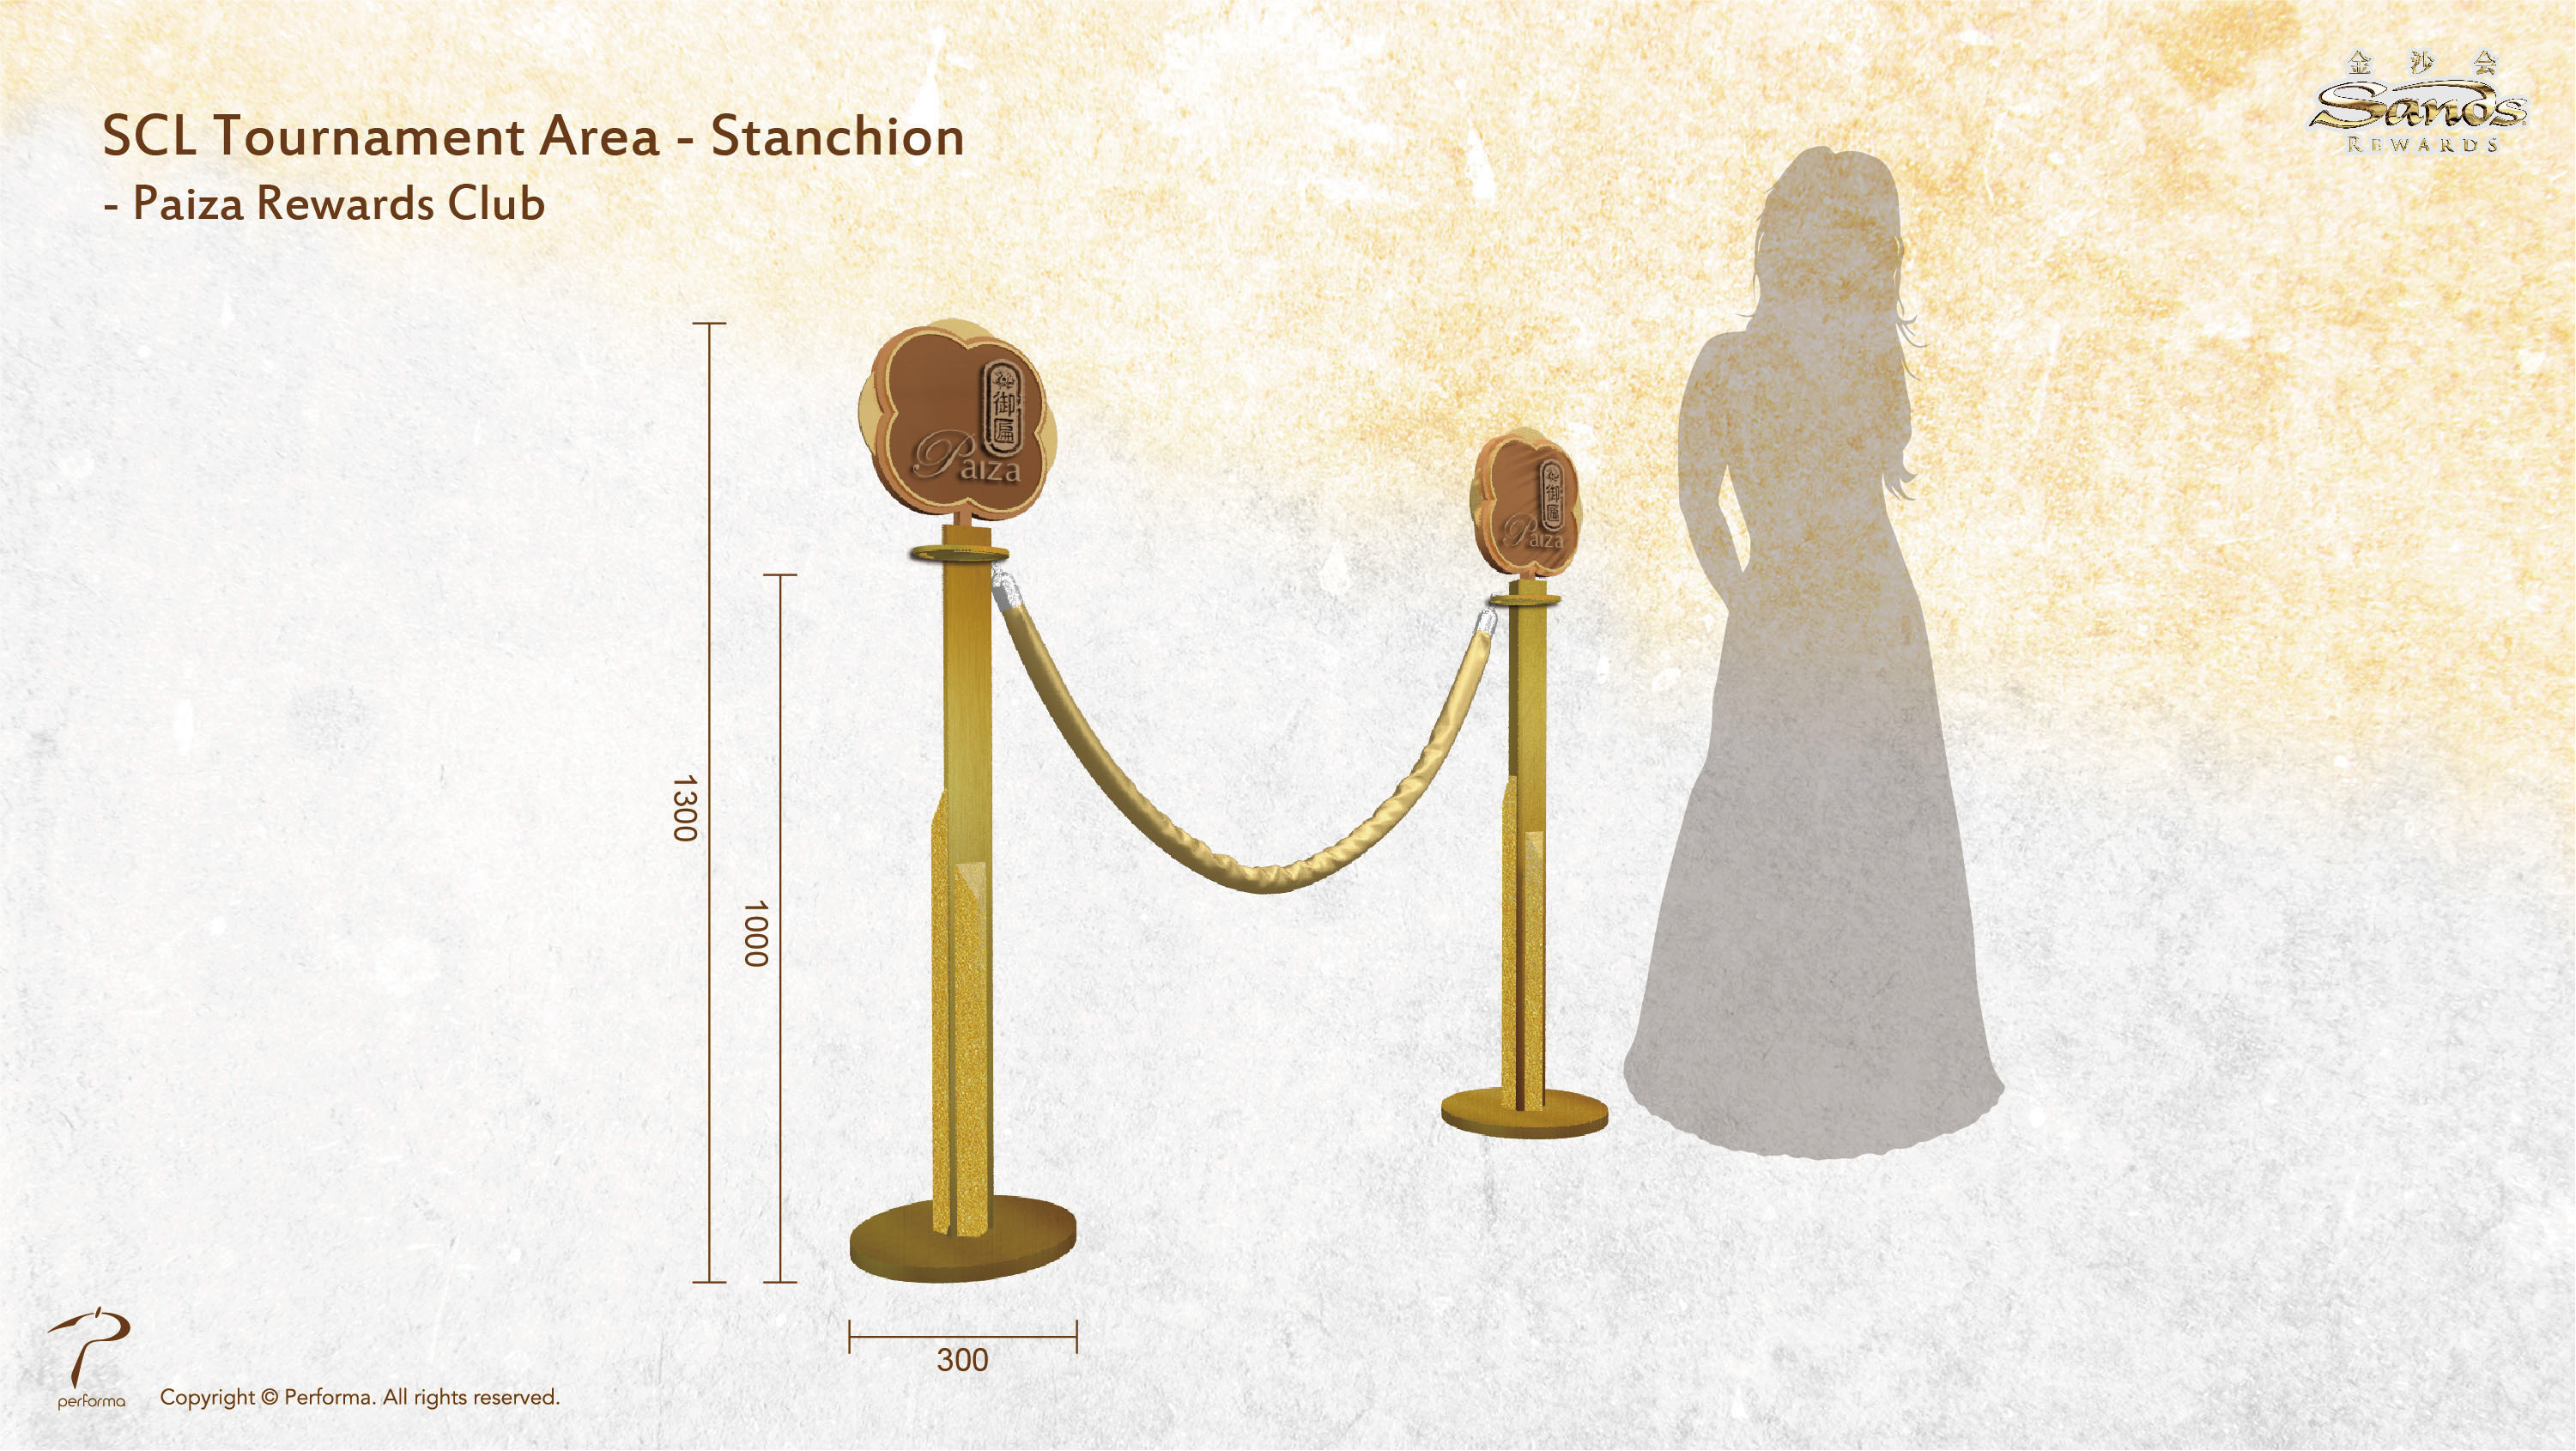 SCL Tournament Area - Stanchion
- Paiza Rewards Club
金沙会
Sands
REWARDS
御匾
Paiza
御匾
Paiza
1300
1000
300
performa
Copyright © Performa. All rights reserved.